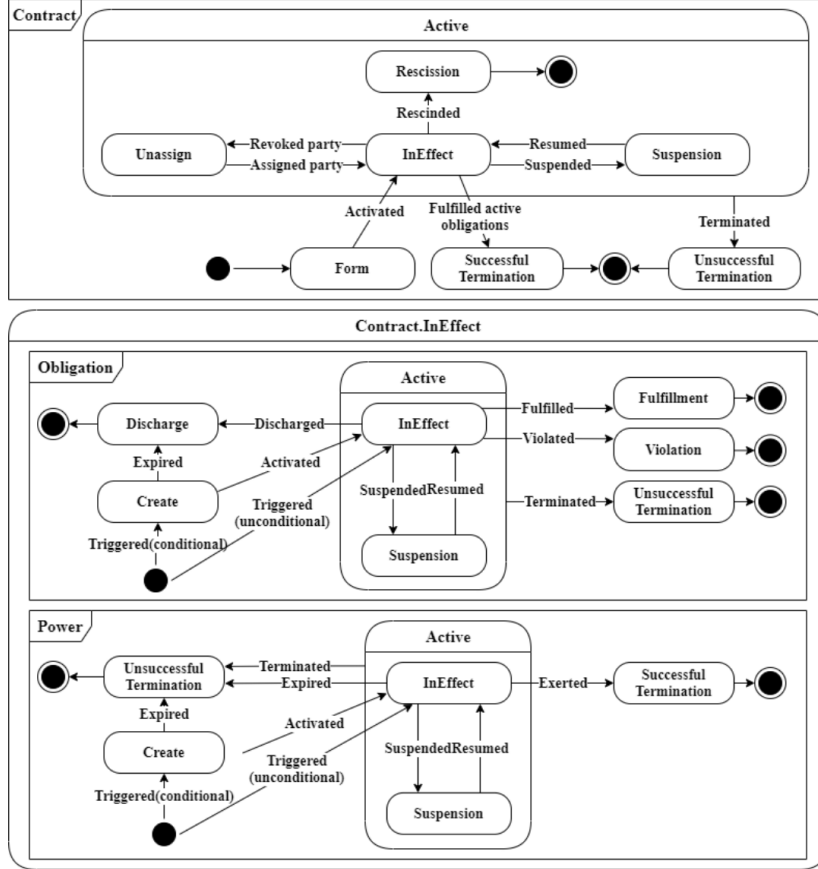 Contract
Active
Rescission
Rescinded
Revoked party
Resumed
Unassign
InEffect
Suspension
Assigned party
Suspended
Activated
Fulfilled active
obligations
Terminated
Form
Successful
Termination
Unsuccessful
Termination
Contract.InEffect
Obligation
Active
Fulfillment
Discharge
Discharged
InEffect
Fulfilled
Violated
Violation
Expired
Activated
Create
Triggered
(unconditional)
Suspended
Resumed
Terminated
Unsuccessful
Termination
Triggered(conditional)
Suspension
Power
Active
Unsuccessful
Termination
Terminated
Expired
InEffect
Exerted
Successful
Termination
Expired
Activated
Create
Triggered
(unconditional)
Suspended
Resumed
Triggered(conditional)
Suspension